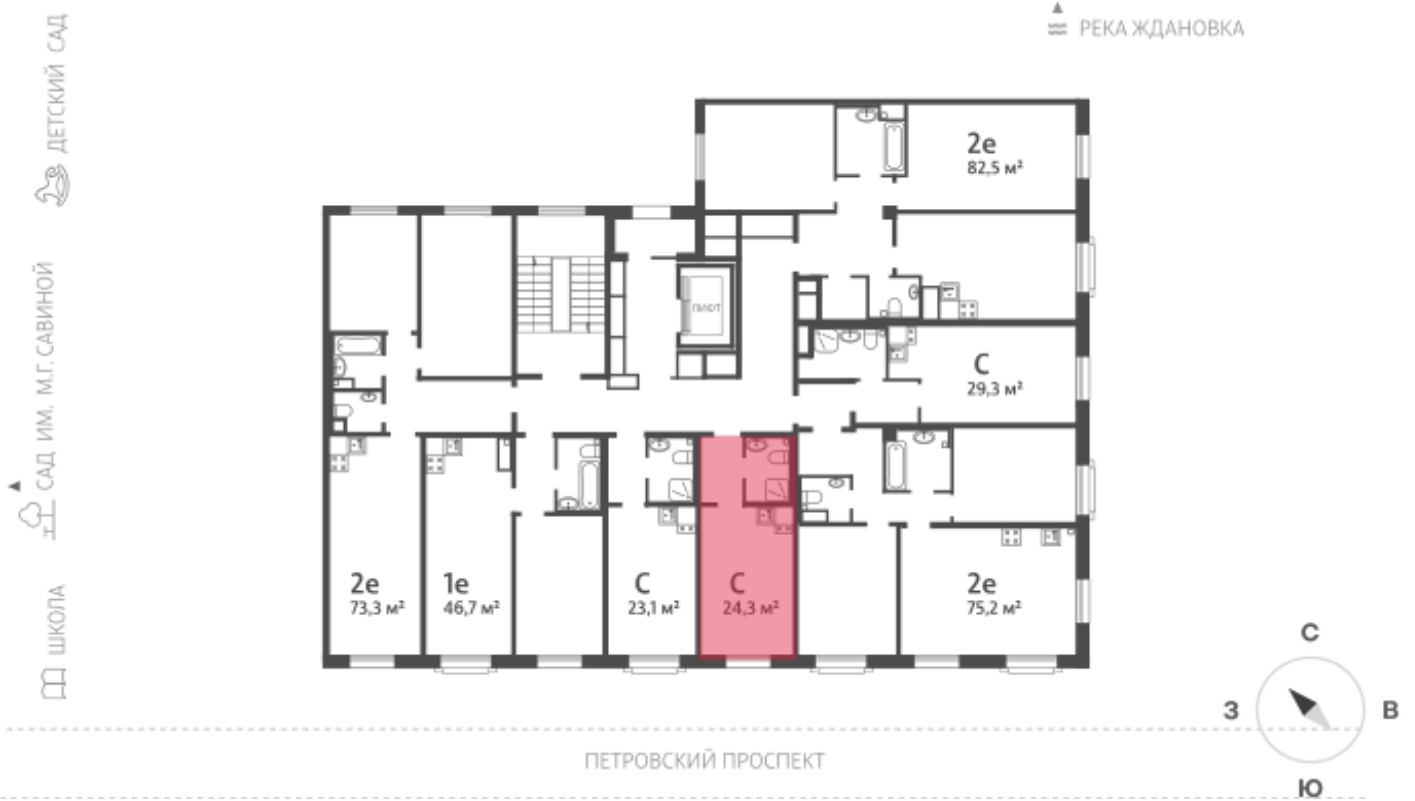 РЕКА ЖДАНОВКА
ДЕТСКИЙ САД
САД ИМ. М.Г. САВИНОЙ
ШКОЛА
2е
82,5 м²
ЛИФТ
С
29,3 м²
2е
73,3 м²
1е
46,7 м²
С
23,1 м²
С
24,3 м²
2е
75,2 м²
С
З
В
Ю
ПЕТРОВСКИЙ ПРОСПЕКТ